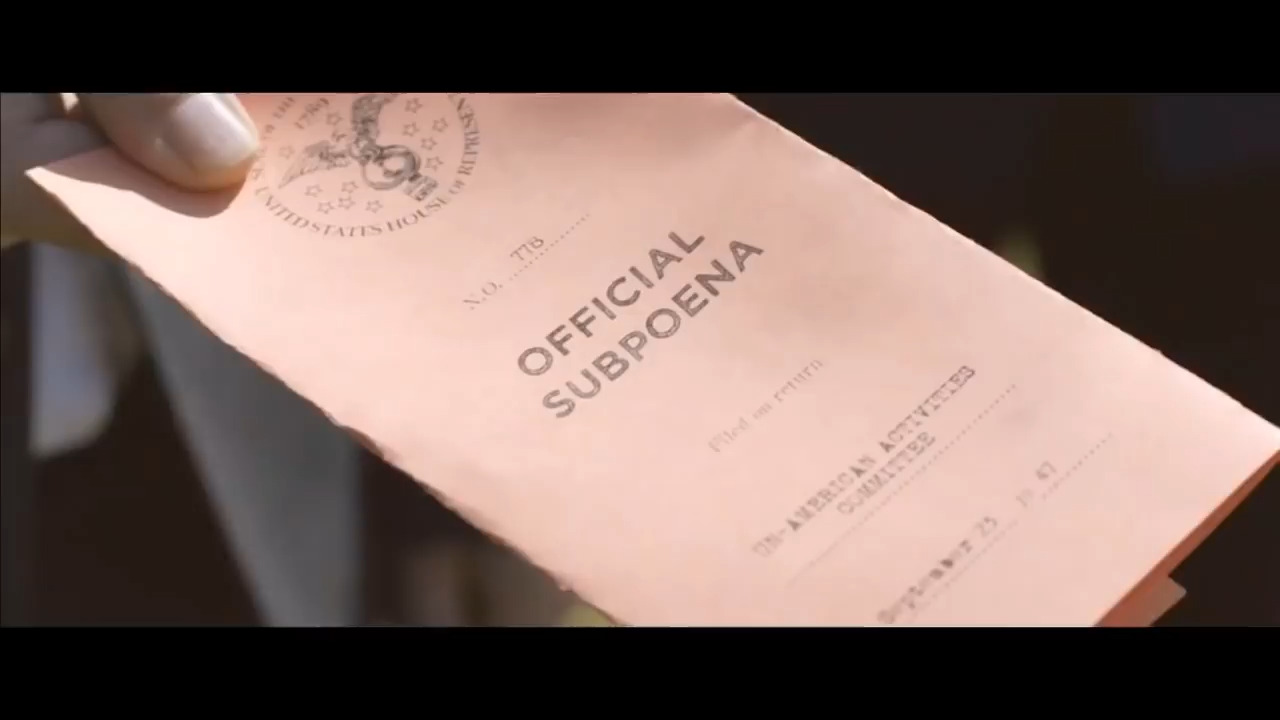 1789
UNITED STATES HOUSE OF REPRESEN
N.O. 778
OFFICIAL
SUBPOENA
Filed on return
UN-AMERICAN ACTIVITIES
COMMITTEE
September 23 19 47